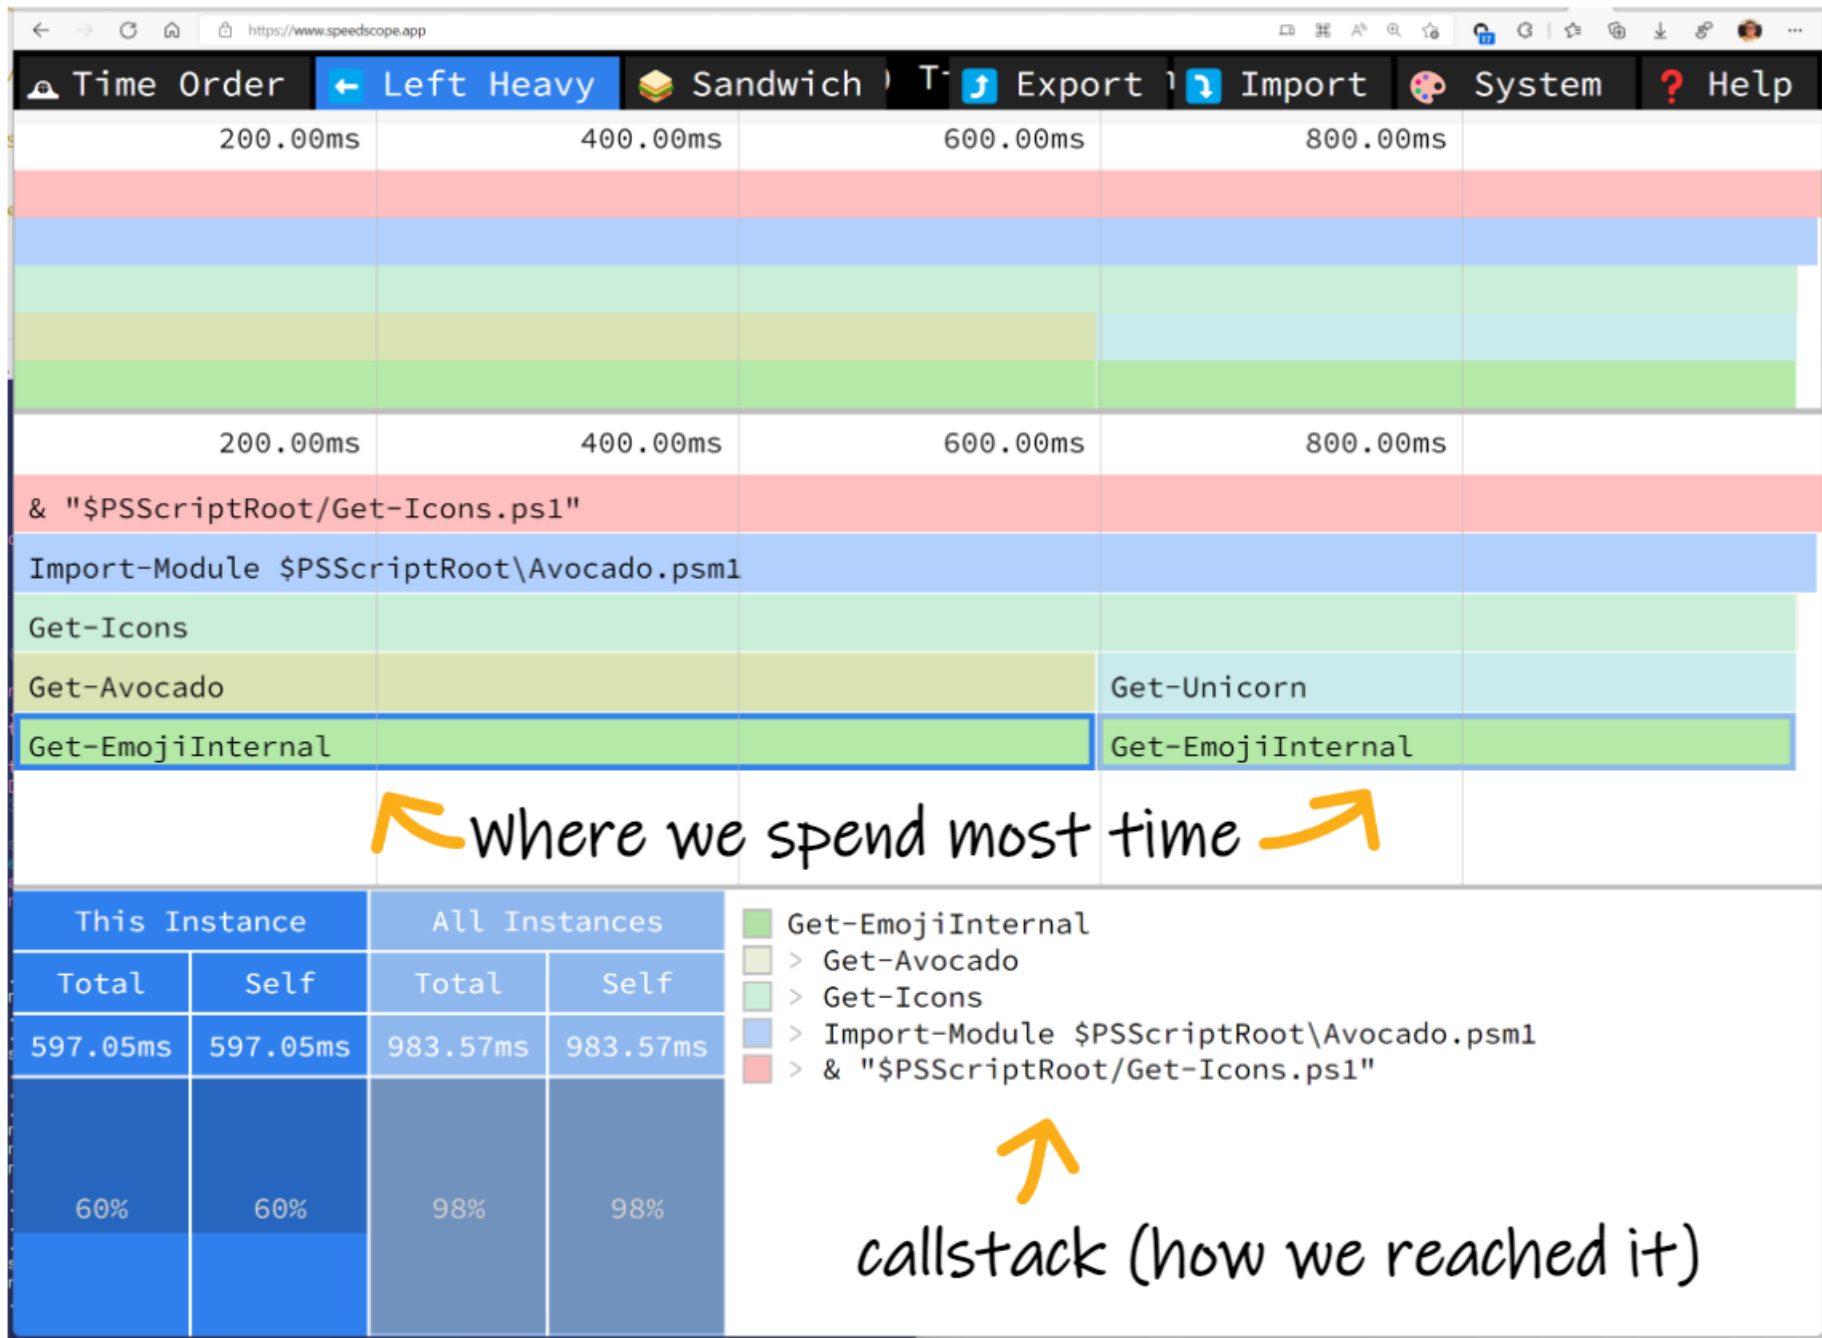 https://www.speedscope.app
17
Time Order
Left Heavy
Sandwich
Export
Import
System
? Help
200.00ms 400.00ms 600.00ms 800.00ms
200.00ms 400.00ms 600.00ms 800.00ms
& "$PSScriptRoot/Get-Icons.ps1"
Import-Module $PSScriptRoot\Avocado.psm1
Get-Icons
Get-Avocado Get-Unicorn
Get-EmojiInternal Get-EmojiInternal
Where we spend most time
This Instance All Instances
Total Self Total Self
597.05ms 597.05ms 983.57ms 983.57ms
60% 60% 98% 98%
Get-EmojiInternal
> Get-Avocado
> Get-Icons
> Import-Module $PSScriptRoot\Avocado.psm1
> & "$PSScriptRoot/Get-Icons.ps1"
callstack (how we reached it)